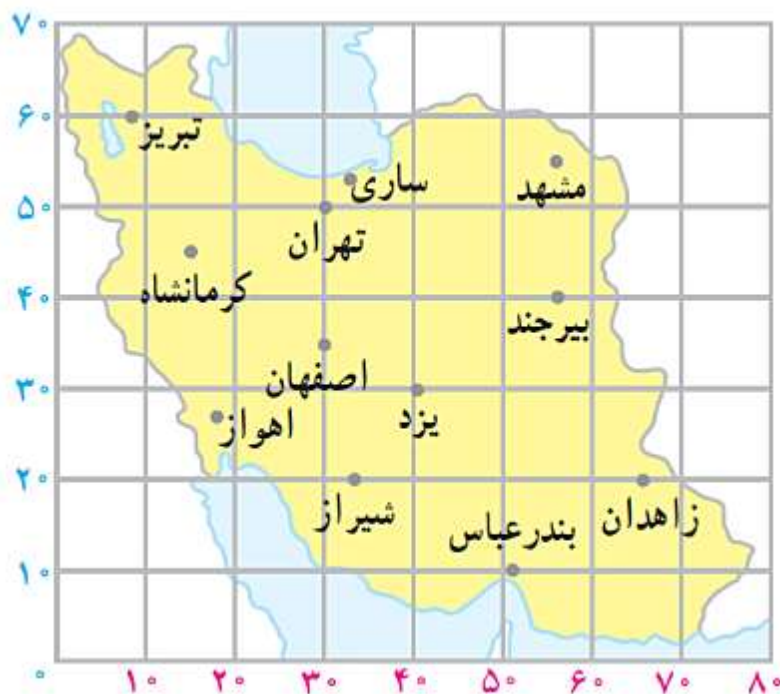 ۷۰
۶۰
تبریز
ساری
مشهد
۵۰
تهران
کرمانشاه
۴۰
بیرجند
اصفهان
۳۰
یزد
اهواز
۲۰
شیراز
زاهدان
بندرعباس
۱۰
۰
۱۰ ۲۰ ۳۰ ۴۰ ۵۰ ۶۰ ۷۰ ۸۰